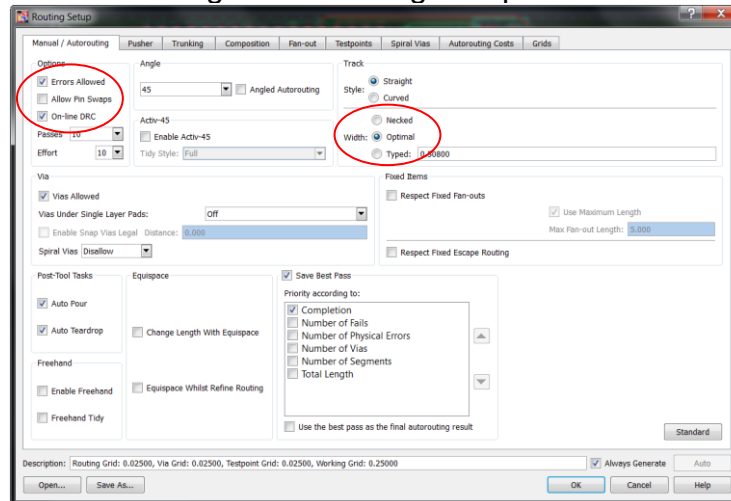 Routing Setup
Manual / Autorouting Pusher Trunking Composition Fan-out Testpoints Spiral Vias Autorouting Costs Grids
Options
Errors Allowed
Allow Pin Swaps
On-line DRC
Passes 10
Effort 10
Angle
45
Angled Autorouting
Activ-45
Enable Activ-45
Tidy Style: Full
Track
Style:
Straight
Curved
Width:
Necked
Optimal
Typed:
Via
Vias Allowed
Vias Under Single Layer Pads: Off
Enable Snap Vias Legal Distance: 0.000
Spiral Vias Disallow
Fixed Items
Respect Fixed Fan-outs
Use Maximum Length
Max Fan-out Length: 5.000
Respect Fixed Escape Routing
Post-Tool Tasks
Auto Pour
Auto Teardrop
Freehand
Enable Freehand
Freehand Tidy
Equispace
Change Length With Equispace
Equispace Whilst Refine Routing
Save Best Pass
Priority according to:
Completion
Number of Fails
Number of Physical Errors
Number of Vias
Number of Segments
Total Length
Use the best pass as the final autorouting result
Standard
Description: Routing Grid: 0.02500, Via Grid: 0.02500, Testpoint Grid: 0.02500, Working Grid: 0.25000
Always Generate Auto
Open... Save As... OK Cancel Help